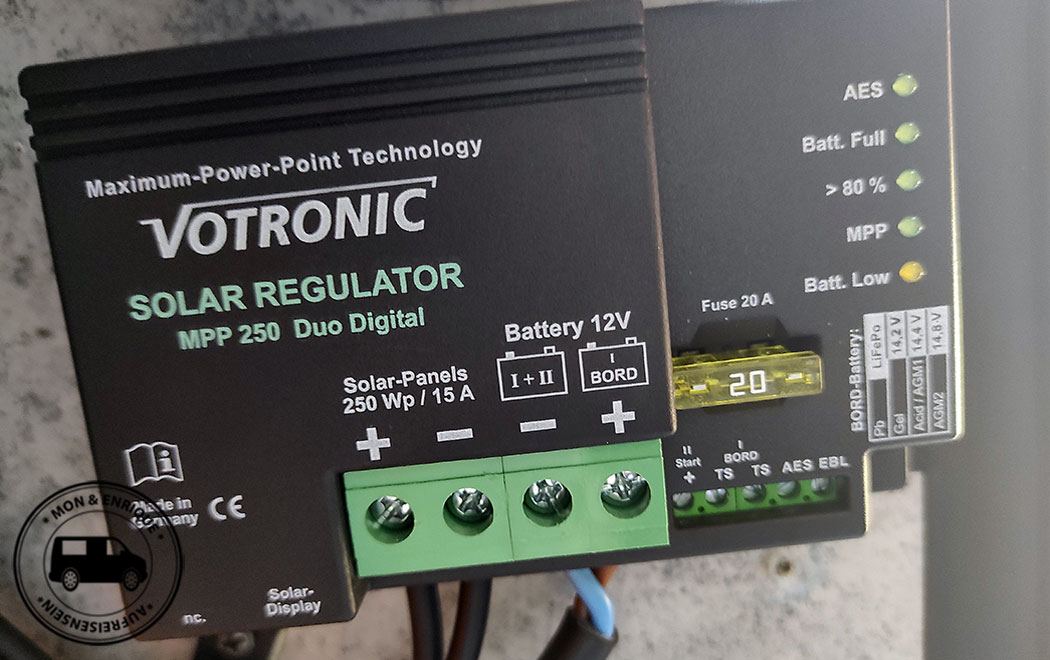 Maximum-Power-Point Technology
VOTRONIC
SOLAR REGULATOR
MPP 250 Duo Digital
Solar-Panels
250 Wp / 15 A
+ −
Battery 12V
I + II
I
BORD
− +
AES
Batt. Full
> 80 %
MPP
Batt. Low
Fuse 20 A
- 20 -
BORD-Battery:
Pb LiFePo
Gel 14,2 V
Acid / AGM1 14,4 V
AGM2 14,8 V
II
Start
+
I
BORD
TS TS
AES
EBL
i
Made in
Germany
CE
nc.
Solar-
Display
* MON & ENRICO *
AUFREISENSEIN